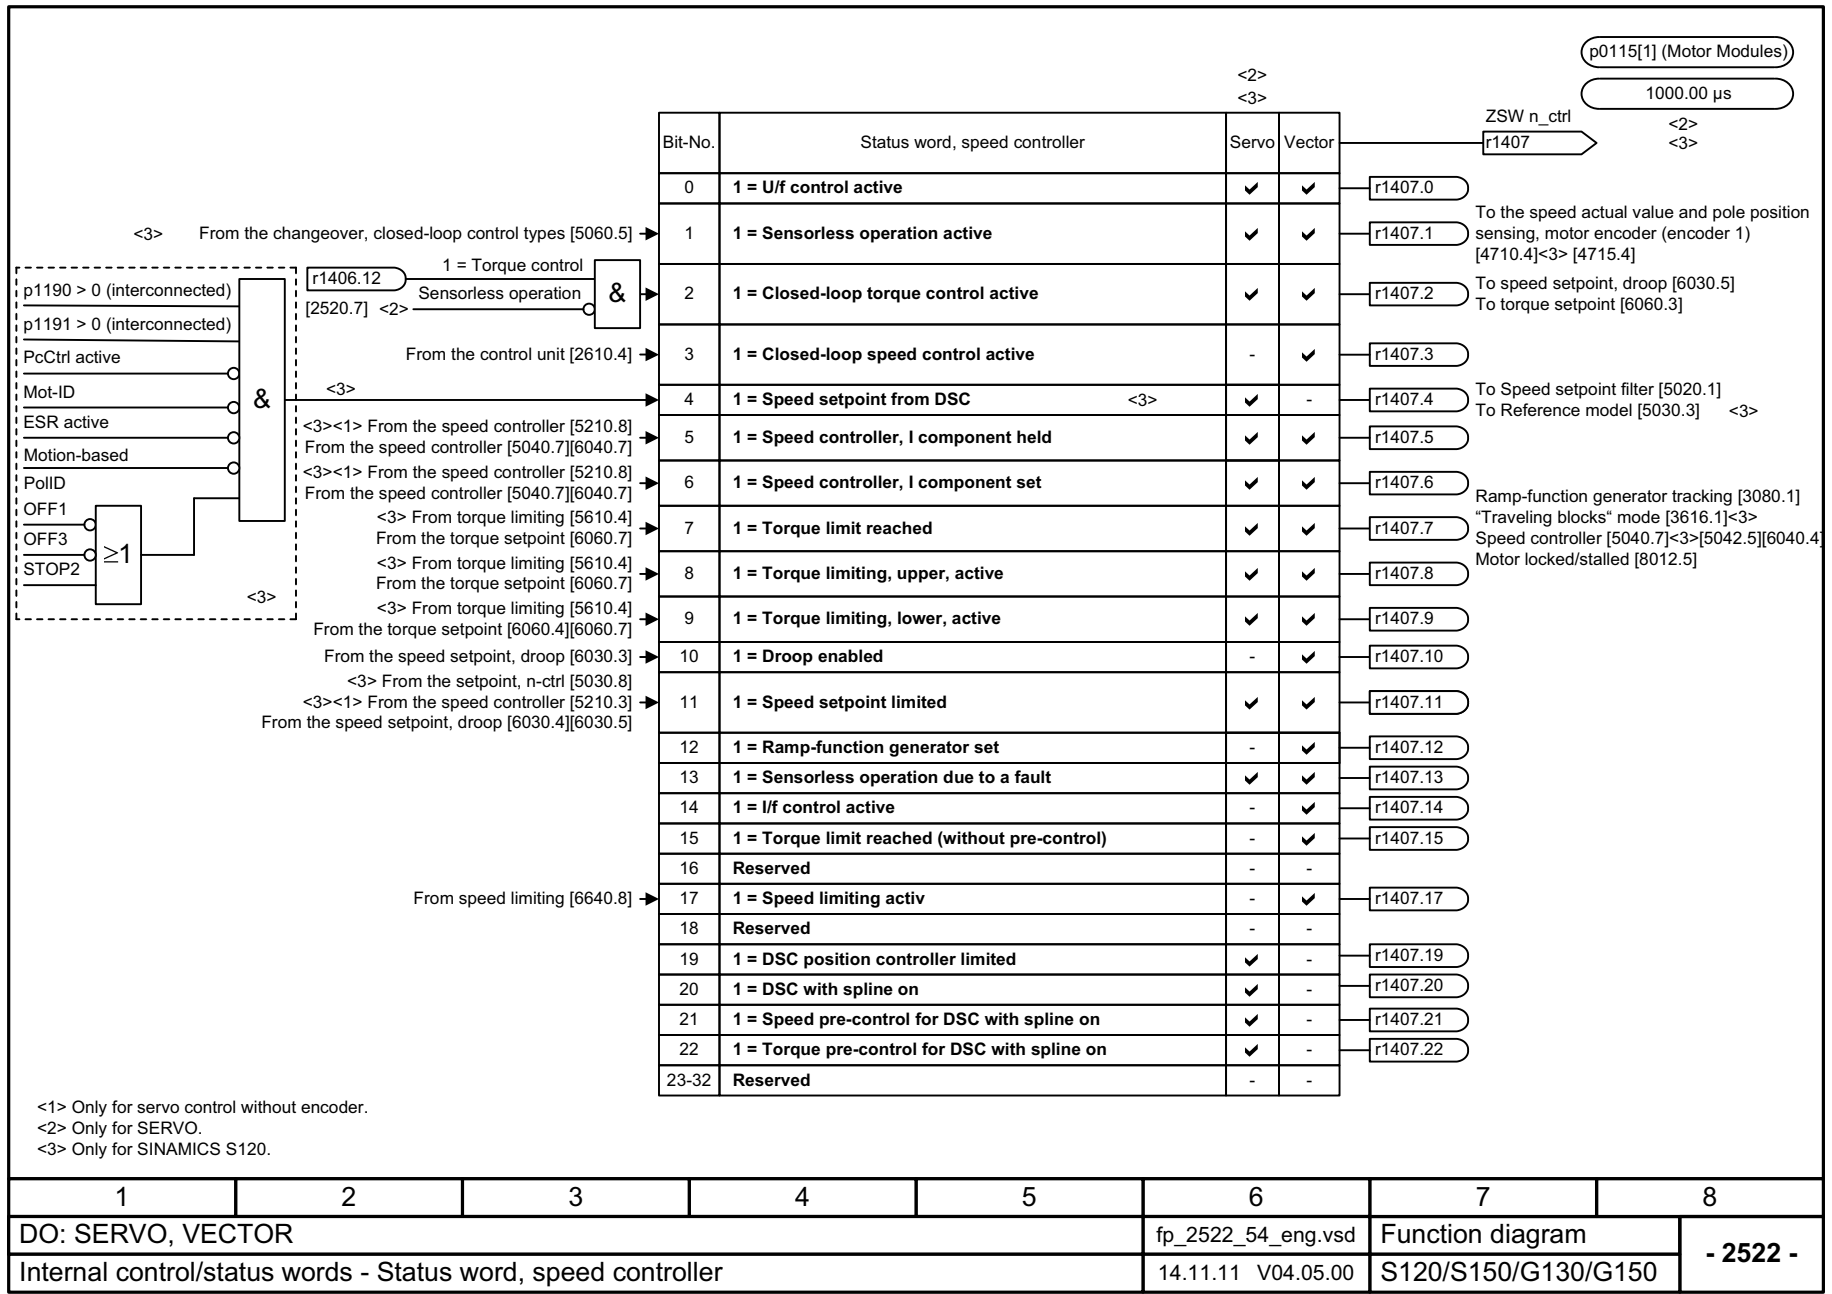 p0115[1] (Motor Modules)
1000.00 µs
<2>
<3>
<2>
<3>
ZSW n_ctrl
r1407
Bit-No. Status word, speed controller Servo Vector
0 1 = U/f control active ✔ ✔ r1407.0
<3> From the changeover, closed-loop control types [5060.5] 1 1 = Sensorless operation active ✔ ✔ r1407.1
To the speed actual value and pole position
sensing, motor encoder (encoder 1)
[4710.4]<3> [4715.4]
r1406.12 1 = Torque control
Sensorless operation
[2520.7] <2>
&
2 1 = Closed-loop torque control active ✔ ✔ r1407.2
To speed setpoint, droop [6030.5]
To torque setpoint [6060.3]
From the control unit [2610.4] 3 1 = Closed-loop speed control active - ✔ r1407.3
p1190 > 0 (interconnected)
p1191 > 0 (interconnected)
PcCtrl active
Mot-ID
ESR active
Motion-based
PolID
OFF1
OFF3
STOP2
≥1
&
<3>
<3>
4 1 = Speed setpoint from DSC <3> ✔ - r1407.4
To Speed setpoint filter [5020.1]
To Reference model [5030.3] <3>
<3><1> From the speed controller [5210.8]
From the speed controller [5040.7][6040.7]
5 1 = Speed controller, I component held ✔ ✔ r1407.5
<3><1> From the speed controller [5210.8]
From the speed controller [5040.7][6040.7]
6 1 = Speed controller, I component set ✔ ✔ r1407.6
<3> From torque limiting [5610.4]
From the torque setpoint [6060.7]
7 1 = Torque limit reached ✔ ✔ r1407.7
Ramp-function generator tracking [3080.1]
“Traveling blocks“ mode [3616.1]<3>
Speed controller [5040.7]<3>[5042.5][6040.4]
Motor locked/stalled [8012.5]
<3> From torque limiting [5610.4]
From the torque setpoint [6060.7]
8 1 = Torque limiting, upper, active ✔ ✔ r1407.8
<3> From torque limiting [5610.4]
From the torque setpoint [6060.4][6060.7]
9 1 = Torque limiting, lower, active ✔ ✔ r1407.9
From the speed setpoint, droop [6030.3] 10 1 = Droop enabled - ✔ r1407.10
<3> From the setpoint, n-ctrl [5030.8]
<3><1> From the speed controller [5210.3]
From the speed setpoint, droop [6030.4][6030.5]
11 1 = Speed setpoint limited ✔ ✔ r1407.11
12 1 = Ramp-function generator set - ✔ r1407.12
13 1 = Sensorless operation due to a fault ✔ ✔ r1407.13
14 1 = I/f control active - ✔ r1407.14
15 1 = Torque limit reached (without pre-control) - ✔ r1407.15
16 Reserved - -
From speed limiting [6640.8] 17 1 = Speed limiting activ - ✔ r1407.17
18 Reserved - -
19 1 = DSC position controller limited ✔ - r1407.19
20 1 = DSC with spline on ✔ - r1407.20
21 1 = Speed pre-control for DSC with spline on ✔ - r1407.21
22 1 = Torque pre-control for DSC with spline on ✔ - r1407.22
23-32 Reserved - -
<1> Only for servo control without encoder.
<2> Only for SERVO.
<3> Only for SINAMICS S120.
1 2 3 4 5 6 7 8
DO: SERVO, VECTOR fp_2522_54_eng.vsd Function diagram
- 2522 -
Internal control/status words - Status word, speed controller 14.11.11 V04.05.00 S120/S150/G130/G150